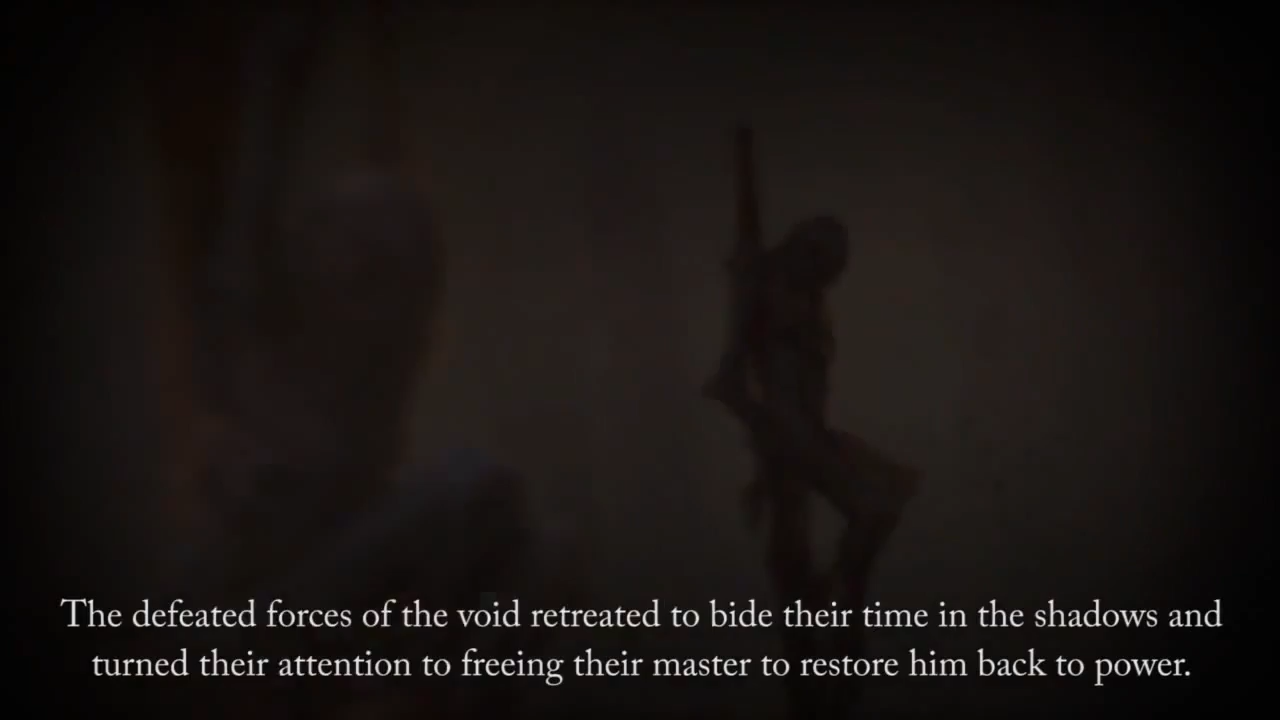 The defeated forces of the void retreated to bide their time in the shadows and
turned their attention to freeing their master to restore him back to power.